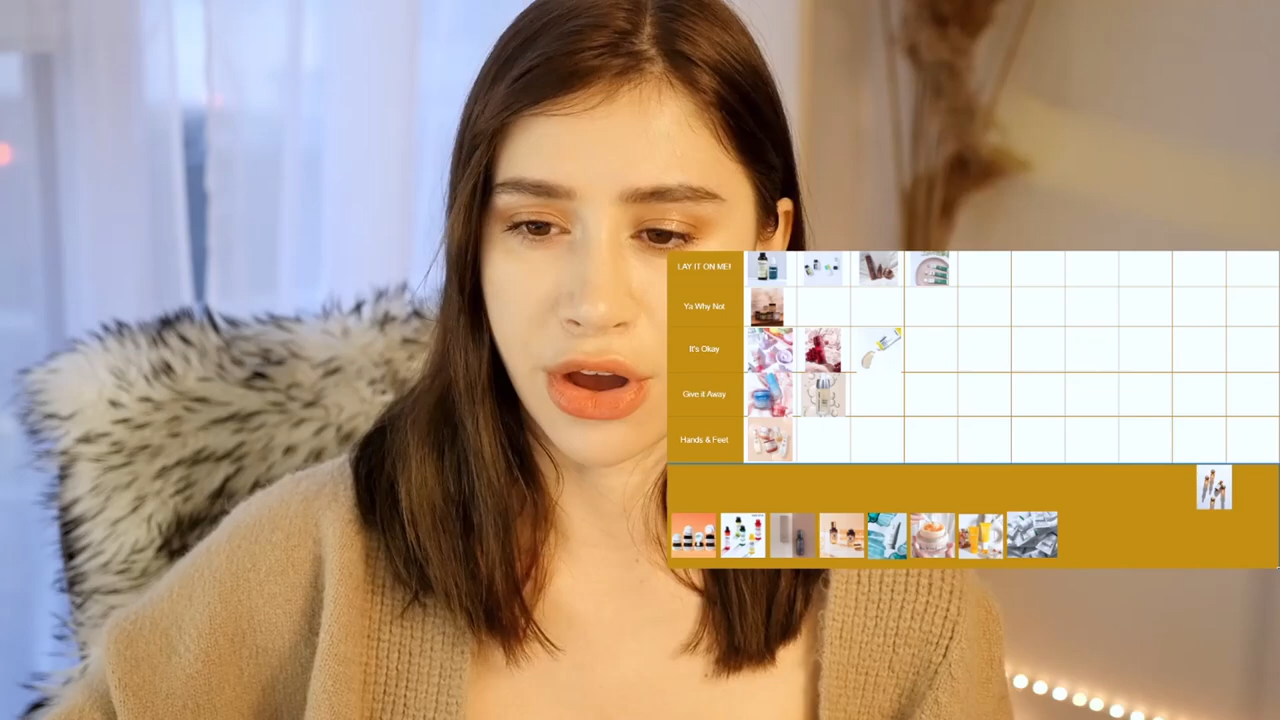 LAY IT ON ME!
Ya Why Not
It's Okay
Give it Away
Hands & Feet